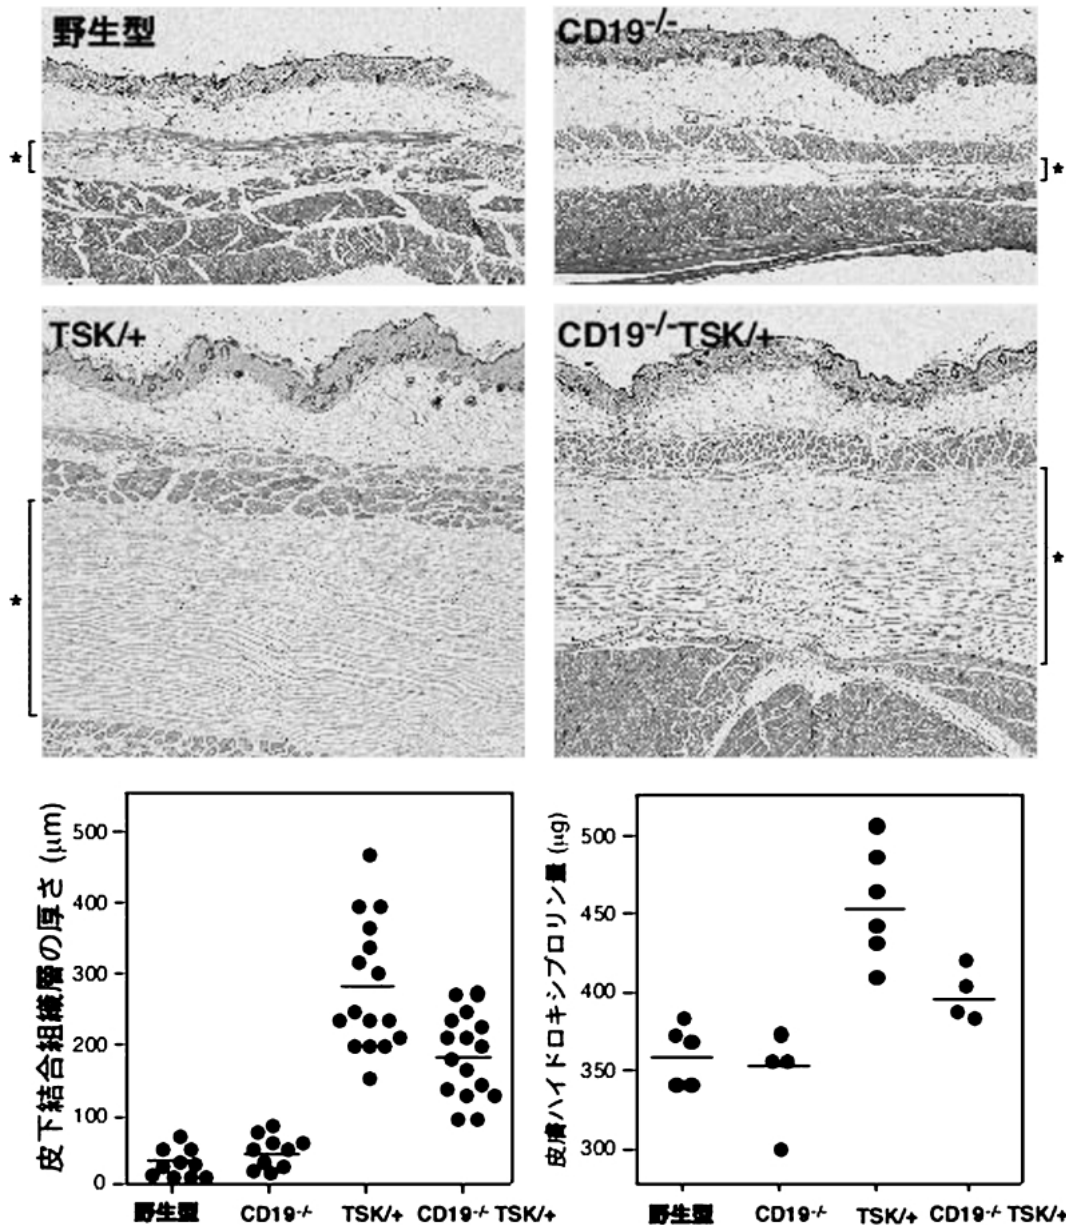 野生型
CD19-/-
*
*
TSK/+
CD19-/-TSK/+
*
*
皮下結合組織層の厚さ (μm)
500
400
300
200
100
0
野生型
CD19-/-
TSK/+
CD19-/- TSK/+
皮膚ハイドロキシプロリン量 (μg)
500
450
400
350
300
野生型
CD19-/-
TSK/+
CD19-/- TSK/+